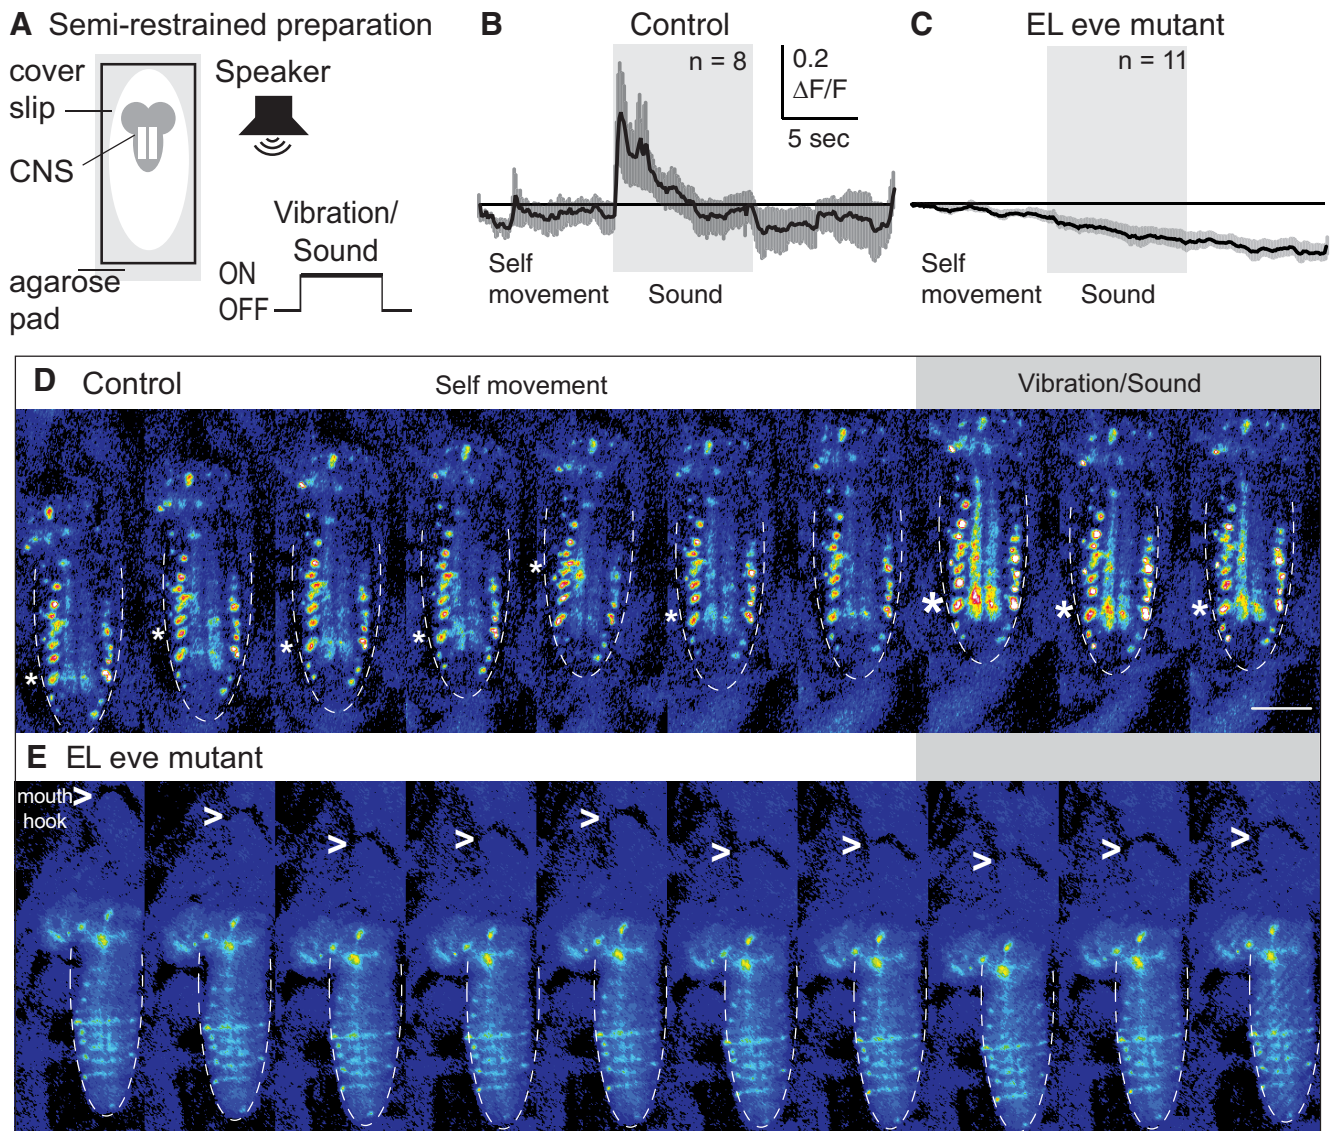 A Semi-restrained preparation
cover
slip
CNS
agarose
pad
Speaker
Vibration/
Sound
ON
OFF
B Control
n = 8
0.2
ΔF/F
5 sec
Self
movement
Sound
C EL eve mutant
n = 11
Self
movement
Sound
D Control
Self movement
Vibration/Sound
*
*
*
*
*
*
*
*
*
E EL eve mutant
mouth
hook
>
>
>
>
>
>
>
>
>
>